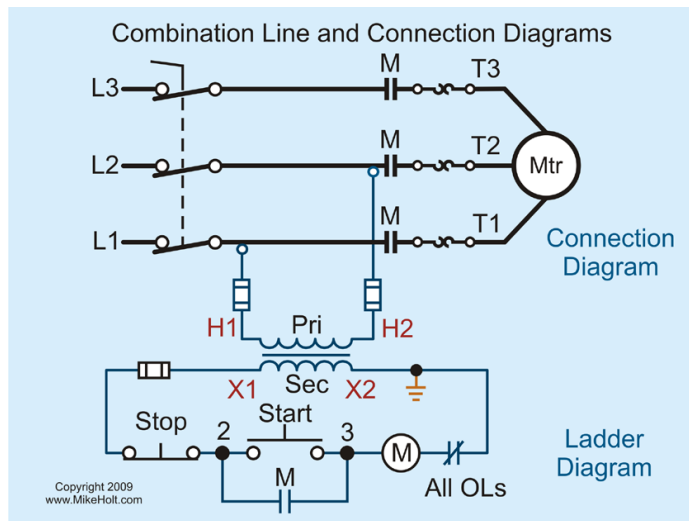 Combination Line and Connection Diagrams
M
T3
L3
M
T2
L2
Mtr
M
T1
L1
Connection
Diagram
H1
Pri
H2
X1
Sec
X2
Stop
2
Start
3
M
Ladder
Diagram
M
All OLs
Copyright 2009
www.MikeHolt.com